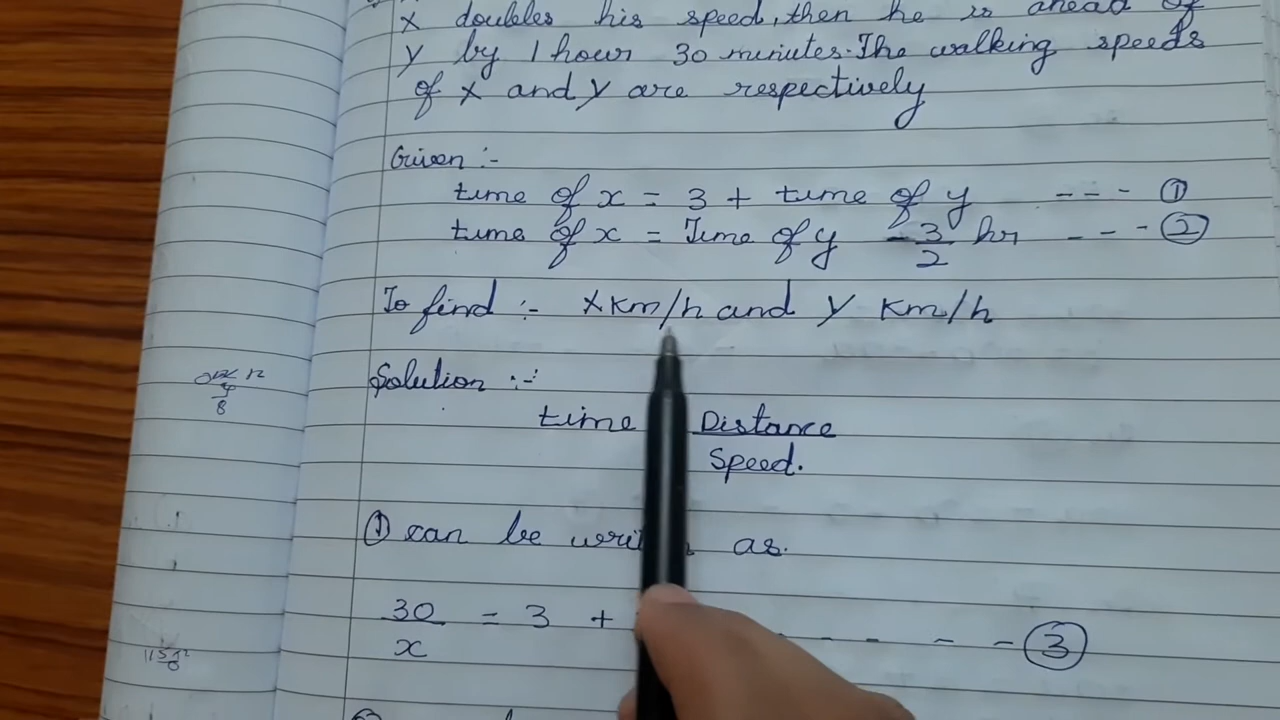 x doubles his speed, then he is ahead of
y by 1 hour 30 minutes. The walking speeds
of x and y are respectively
Given :-
time of x = 3 + time of y --- ①
time of x = Time of y - 3/2 hr --- ②
To find :- x km/h and y km/h
Solution :-
time Distance
Speed.
① can be as.
30/x = 3 + - - - - ③